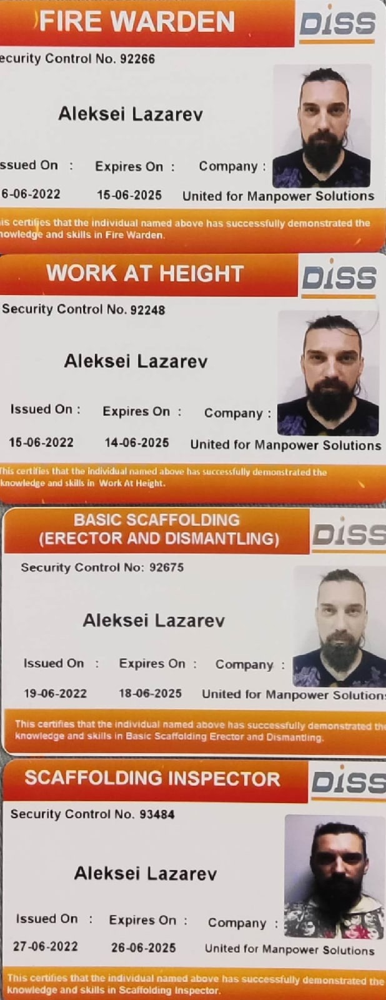 FIRE WARDEN
DiSS
ecurity Control No. 92266
Aleksei Lazarev
ssued On : Expires On : Company :
6-06-2022 15-06-2025 United for Manpower Solutions
is certifies that the individual named above has successfully demonstrated the
nowledge and skills in Fire Warden.
WORK AT HEIGHT
DiSS
Security Control No. 92248
Aleksei Lazarev
Issued On : Expires On : Company :
15-06-2022 14-06-2025 United for Manpower Solutions
This certifies that the individual named above has successfully demonstrated the
knowledge and skills in Work At Height.
BASIC SCAFFOLDING
(ERECTOR AND DISMANTLING)
DiSS
Security Control No: 92675
Aleksei Lazarev
Issued On : Expires On : Company :
19-06-2022 18-06-2025 United for Manpower Solutions
This certifies that the individual named above has successfully demonstrated the
knowledge and skills in Basic Scaffolding Erector and Dismantling.
SCAFFOLDING INSPECTOR
DiSS
Security Control No. 93484
Aleksei Lazarev
Issued On : Expires On : Company :
27-06-2022 26-06-2025 United for Manpower Solutions
This certifies that the individual named above has successfully demonstrated the
knowledge and skills in Scaffolding Inspector.